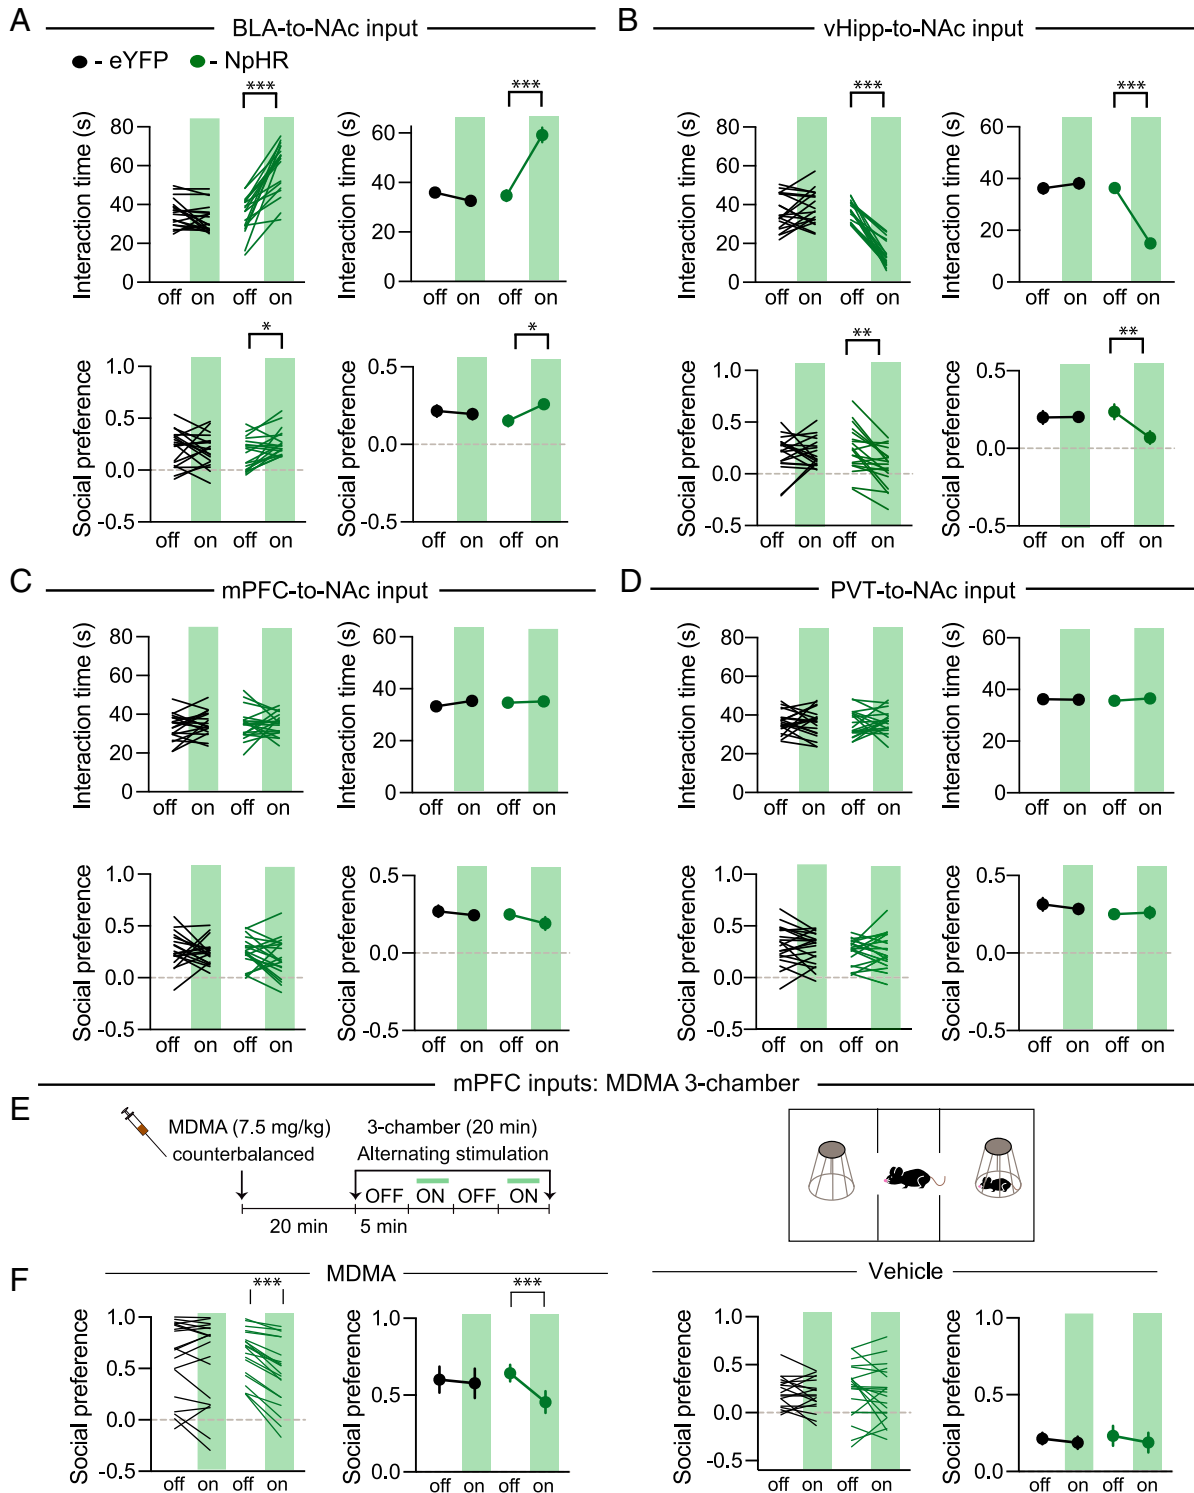 A
BLA-to-NAc input
- eYFP - NpHR
Interaction time (s)
80
60
40
20
0
***
off on off on
Interaction time (s)
60
40
20
0
***
off on off on
Social preference
1.0
0.5
0.0
-0.5
*
off on off on
Social preference
0.5
0.0
-0.5
*
off on off on
B
vHipp-to-NAc input
Interaction time (s)
80
60
40
20
0
***
off on off on
Interaction time (s)
60
40
20
0
***
off on off on
Social preference
1.0
0.5
0.0
-0.5
**
off on off on
Social preference
0.5
0.0
-0.5
**
off on off on
C
mPFC-to-NAc input
Interaction time (s)
80
60
40
20
0
off on off on
Interaction time (s)
60
40
20
0
off on off on
Social preference
1.0
0.5
0.0
-0.5
off on off on
Social preference
0.5
0.0
-0.5
off on off on
D
PVT-to-NAc input
Interaction time (s)
80
60
40
20
0
off on off on
Interaction time (s)
60
40
20
0
off on off on
Social preference
1.0
0.5
0.0
-0.5
off on off on
Social preference
0.5
0.0
-0.5
off on off on
mPFC inputs: MDMA 3-chamber
E
MDMA (7.5 mg/kg)
counterbalanced
3-chamber (20 min)
Alternating stimulation
OFF ON OFF ON
20 min 5 min
F
MDMA
Social preference
1.0
0.5
0.0
-0.5
***
off on off on
Social preference
1.0
0.5
0.0
***
off on off on
Vehicle
Social preference
1.0
0.5
0.0
-0.5
off on off on
Social preference
1.0
0.5
0.0
off on off on